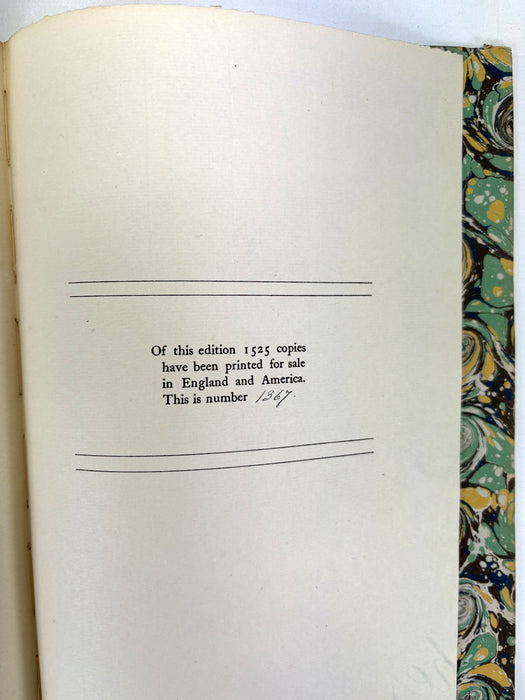 Of this edition 1525 copies
have been printed for sale
in England and America.
This is number 1367.